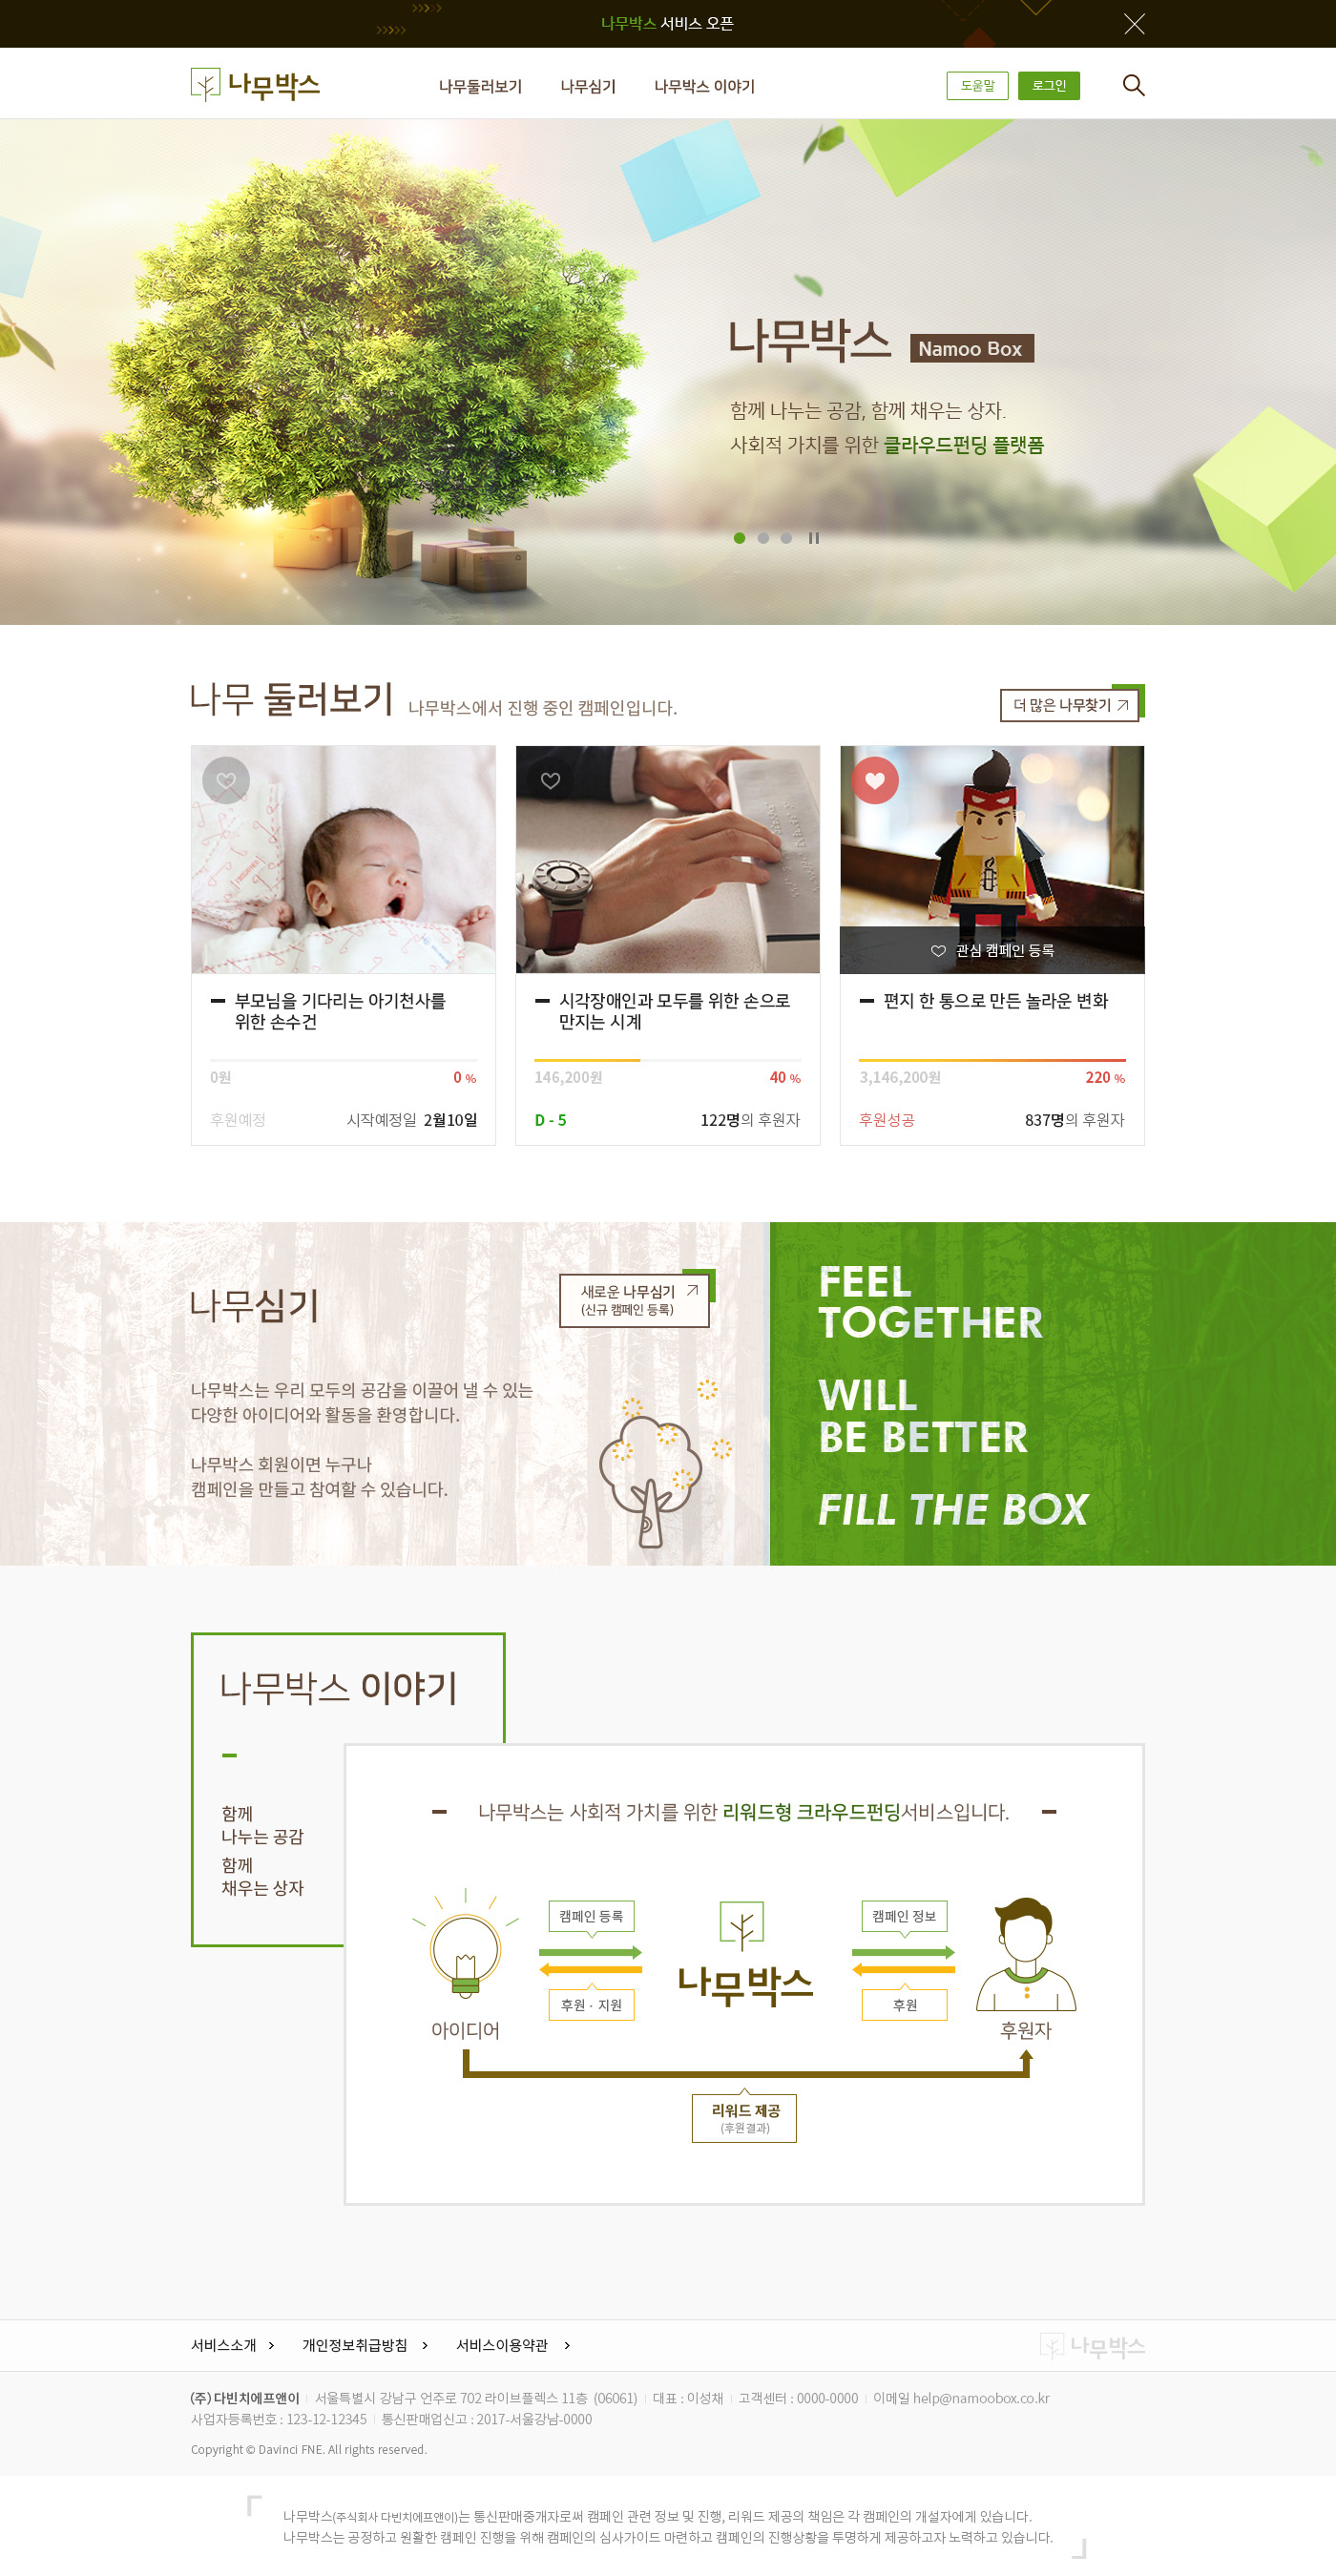 나무박스 서비스 오픈
나무박스
나무둘러보기 나무심기 나무박스 이야기
도움말 로그인
나무박스 Namoo Box
함께 나누는 공감, 함께 채우는 상자.
사회적 가치를 위한 클라우드펀딩 플랫폼
나무 둘러보기 나무박스에서 진행 중인 캠페인입니다.
더 많은 나무찾기
관심 캠페인 등록
부모님을 기다리는 아기천사를
위한 손수건
0원 0 %
후원예정 시작예정일 2월10일
시각장애인과 모두를 위한 손으로
만지는 시계
146,200원 40 %
D - 5 122명의 후원자
편지 한 통으로 만든 놀라운 변화
3,146,200원 220 %
후원성공 837명의 후원자
나무심기
새로운 나무심기
(신규 캠페인 등록)
나무박스는 우리 모두의 공감을 이끌어 낼 수 있는
다양한 아이디어와 활동을 환영합니다.
나무박스 회원이면 누구나
캠페인을 만들고 참여할 수 있습니다.
FEEL
TOGETHER
WILL
BE BETTER
FILL THE BOX
나무박스 이야기
함께
나누는 공감
함께
채우는 상자
나무박스는 사회적 가치를 위한 리워드형 크라우드펀딩서비스입니다.
캠페인 등록
후원 · 지원
아이디어
나무박스
캠페인 정보
후원
후원자
리워드 제공
(후원결과)
서비스소개 개인정보취급방침 서비스이용약관
나무박스
(주) 다빈치에프앤이 서울특별시 강남구 언주로 702 라이브플렉스 11층 (06061) 대표 : 이성채 고객센터 : 0000-0000 이메일 help@namoobox.co.kr
사업자등록번호 : 123-12-12345 통신판매업신고 : 2017-서울강남-0000
Copyright © Davinci FNE. All rights reserved.
「 나무박스(주식회사 다빈치에프앤이)는 통신판매중개자로써 캠페인 관련 정보 및 진행, 리워드 제공의 책임은 각 캠페인의 개설자에게 있습니다.
나무박스는 공정하고 원활한 캠페인 진행을 위해 캠페인의 심사가이드 마련하고 캠페인의 진행상황을 투명하게 제공하고자 노력하고 있습니다. 」